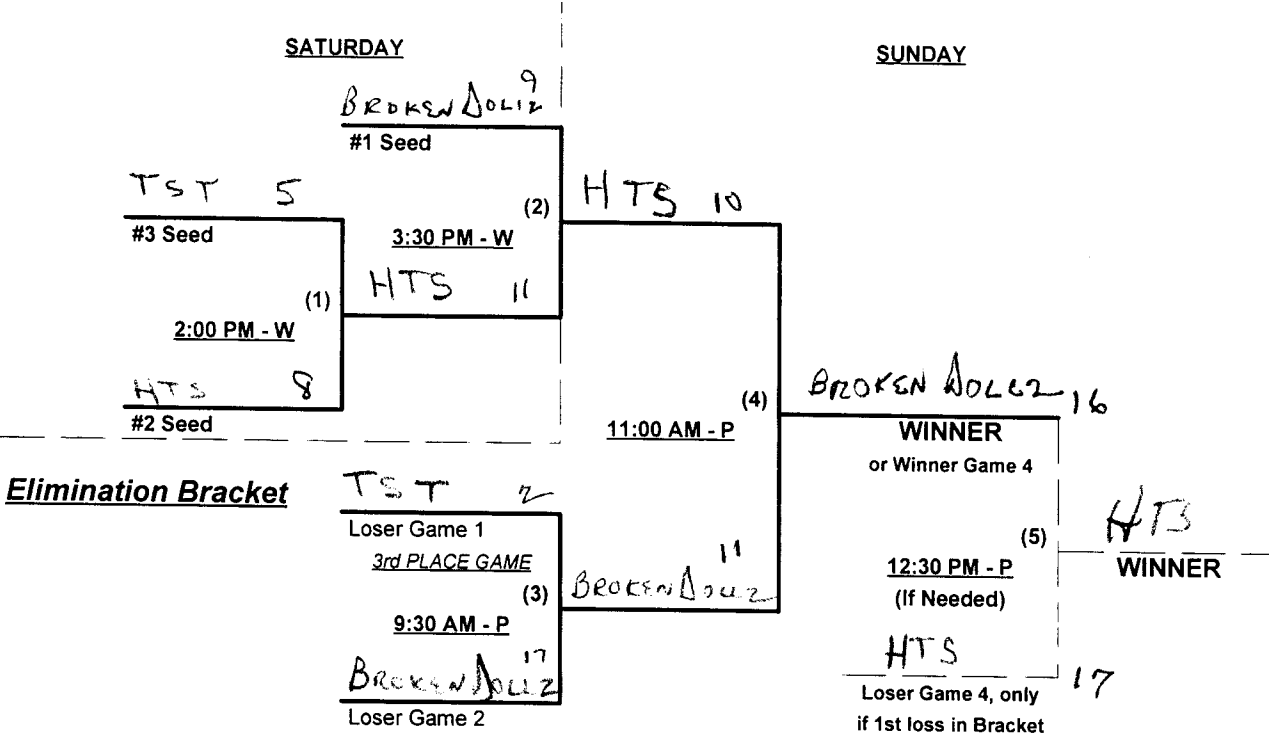 SATURDAY
SUNDAY
BROKEN DOLLZ 9
#1 Seed
TST 5
#3 Seed
(2)
HTS 10
3:30 PM - W
HTS 11
(1)
2:00 PM - W
HTS 8
#2 Seed
(4)
11:00 AM - P
BROKEN DOLLZ 16
WINNER
or Winner Game 4
Elimination Bracket
TST 2
Loser Game 1
3rd PLACE GAME
(3)
9:30 AM - P
BROKEN DOLLZ 11
BROKEN DOLLZ 17
Loser Game 2
(5)
12:30 PM - P
(If Needed)
HTS
WINNER
HTS 17
Loser Game 4, only
if 1st loss in Bracket